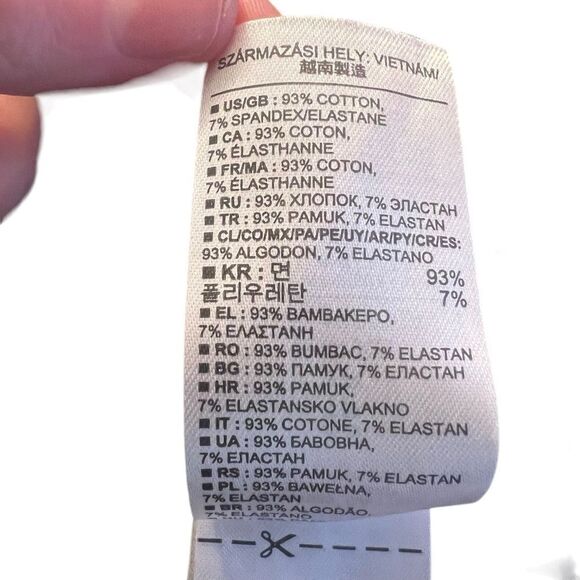 SZÁRMAZÁSI HELY: VIETNÁM/
越南製造
■ US/GB : 93% COTTON,
7% SPANDEX/ELASTANE
■ CA : 93% COTON,
7% ÉLASTHANNE
■ FR/MA : 93% COTON,
7% ÉLASTHANNE
■ RU : 93% ХЛОПОК, 7% ЭЛАСТАН
■ TR : 93% PAMUK, 7% ELASTAN
■ CL/CO/MX/PA/PE/UY/AR/PY/CR/ES:
93% ALGODON, 7% ELASTANO
■ KR : 면 93%
폴리우레탄 7%
■ EL : 93% ΒΑΜΒΑΚΕΡΟ,
7% ΕΛΑΣΤΑΝΗ
■ RO : 93% BUMBAC, 7% ELASTAN
■ BG : 93% ПАМУК, 7% ЕЛАСТАН
■ HR : 93% PAMUK,
7% ELASTANSKO VLAKNO
■ IT : 93% COTONE, 7% ELASTAN
■ UA : 93% БАВОВНА,
7% ЕЛАСТАН
■ RS : 93% PAMUK, 7% ELASTAN
■ PL : 93% BAWEŁNA,
7% ELASTAN
■ BR : 93% ALGODÃO,
7% ELASTANO